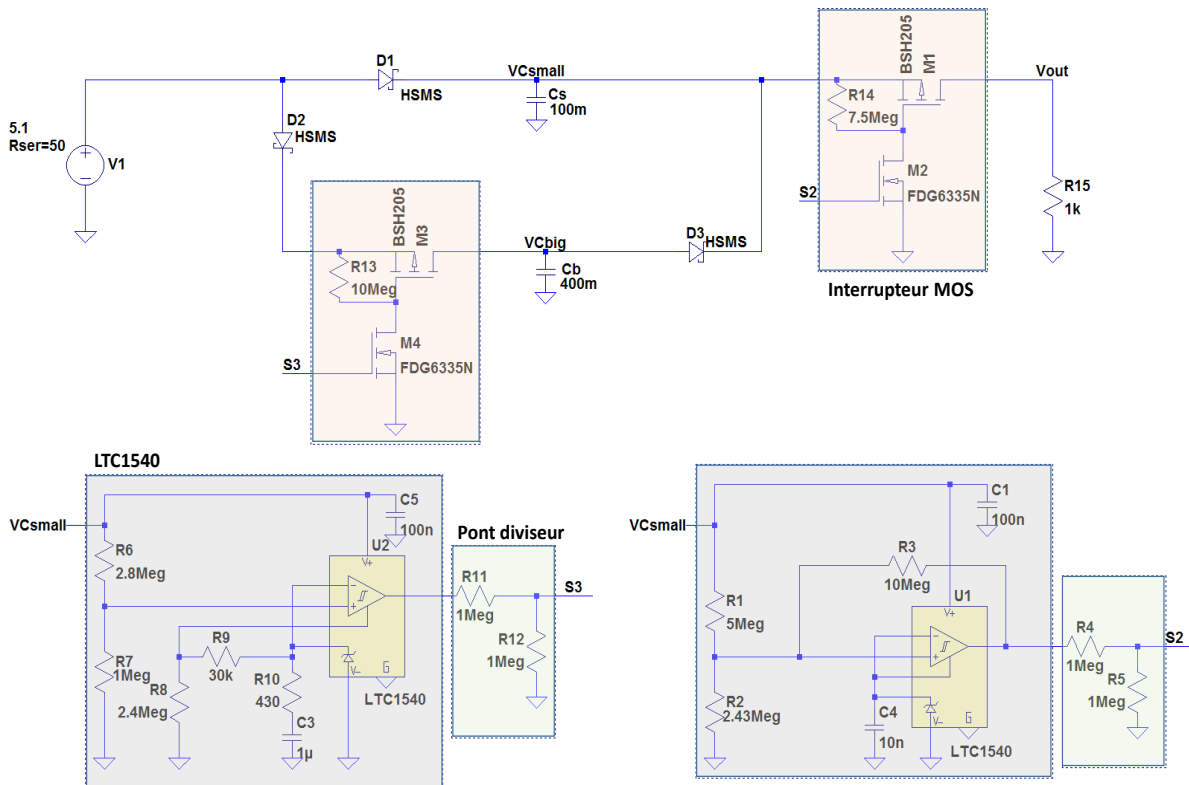 D1
HSMS
VCsmall
Cs
100m
BSH205
M1
R14
7.5Meg
Vout
5.1
Rser=50
V1
D2
HSMS
M2
FDG6335N
S2
R15
1k
BSH205
M3
R13
10Meg
VCbig
Cb
400m
D3
HSMS
Interrupteur MOS
M4
FDG6335N
S3
LTC1540
VCsmall
C5
100n
R6
2.8Meg
U2
V+
Pont diviseur
R11
1Meg
S3
R12
1Meg
R9
30k
R7
1Meg
R8
2.4Meg
R10
430
C3
1µ
V-
G
LTC1540
VCsmall
C1
100n
R3
10Meg
R1
5Meg
U1
V+
R4
1Meg
S2
R5
1Meg
R2
2.43Meg
C4
10n
V-
G
LTC1540